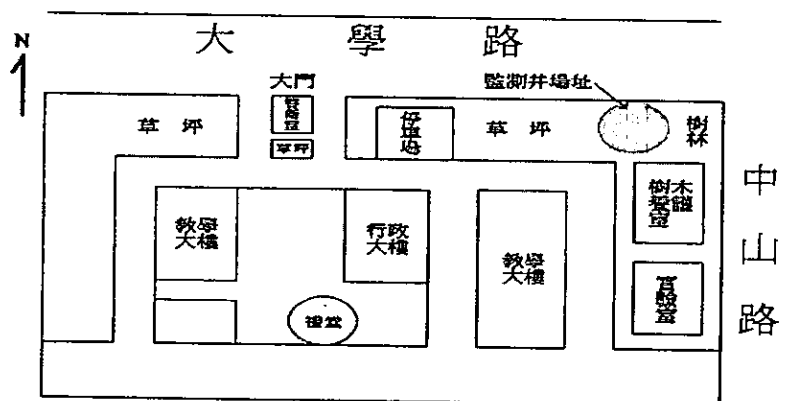 大學路
N
大門
監測井場址
警衛室
草坪
草坪
停車場
草坪
樹林
樹木
愛護
室
中山路
教學
大樓
行政
大樓
教學
大樓
實驗室
禮堂